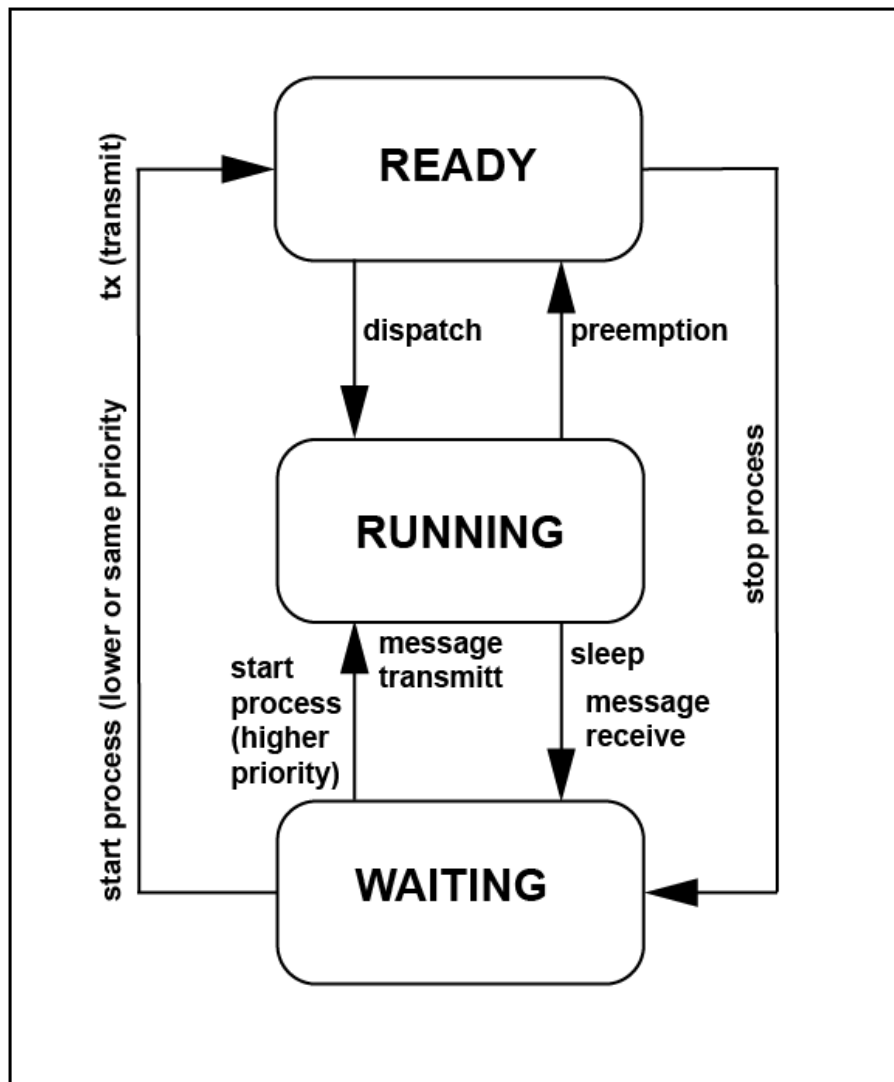 READY
tx (transmit)
dispatch
preemption
start process (lower or same priority
stop process
RUNNING
start
process
(higher
priority)
message
transmitt
sleep
message
receive
WAITING